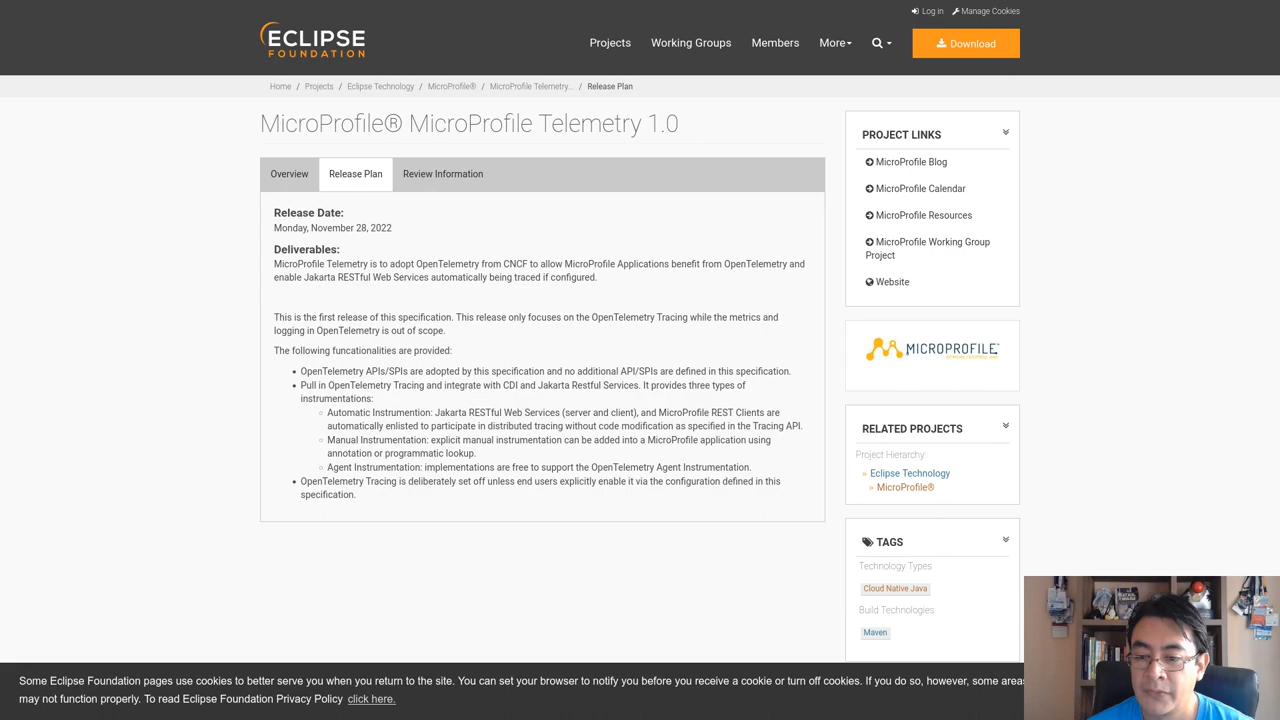 Log in Manage Cookies
ECLIPSE
FOUNDATION
Projects Working Groups Members More Download
Home / Projects / Eclipse Technology / MicroProfile® / MicroProfile Telemetry... / Release Plan
MicroProfile® MicroProfile Telemetry 1.0
Overview Release Plan Review Information
Release Date:
Monday, November 28, 2022
Deliverables:
MicroProfile Telemetry is to adopt OpenTelemetry from CNCF to allow MicroProfile Applications benefit from OpenTelemetry and
enable Jakarta RESTful Web Services automatically being traced if configured.
This is the first release of this specification. This release only focuses on the OpenTelemetry Tracing while the metrics and
logging in OpenTelemetry is out of scope.
The following funcationalities are provided:
• OpenTelemetry APIs/SPIs are adopted by this specification and no additional API/SPIs are defined in this specification.
• Pull in OpenTelemetry Tracing and integrate with CDI and Jakarta Restful Services. It provides three types of
instrumentations:
○ Automatic Instrumention: Jakarta RESTful Web Services (server and client), and MicroProfile REST Clients are
automatically enlisted to participate in distributed tracing without code modification as specified in the Tracing API.
○ Manual Instrumentation: explicit manual instrumentation can be added into a MicroProfile application using
annotation or programmatic lookup.
○ Agent Instrumentation: implementations are free to support the OpenTelemetry Agent Instrumentation.
• OpenTelemetry Tracing is deliberately set off unless end users explicitly enable it via the configuration defined in this
specification.
PROJECT LINKS
MicroProfile Blog
MicroProfile Calendar
MicroProfile Resources
MicroProfile Working Group
Project
Website
MICROPROFILE™
RELATED PROJECTS
Project Hierarchy:
» Eclipse Technology
» MicroProfile®
TAGS
Technology Types
Cloud Native Java
Build Technologies
Maven
Some Eclipse Foundation pages use cookies to better serve you when you return to the site. You can set your browser to notify you before you receive a cookie or turn off cookies. If you do so, however, some areas
may not function properly. To read Eclipse Foundation Privacy Policy click here.